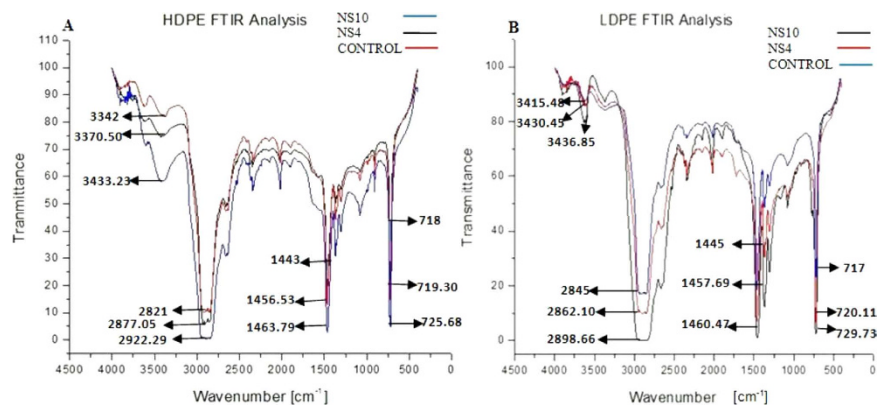 A
HDPE FTIR Analysis
NS10
NS4
CONTROL
110
100
90
80
70
60
50
40
30
20
10
0
Tranmittance
3342
3370.50
3433.23
2821
2877.05
2922.29
1443
1456.53
1463.79
718
719.30
725.68
4500 4000 3500 3000 2500 2000 1500 1000 500 0
Wavenumber [cm-1]
B
LDPE FTIR Analysis
NS10
NS4
CONTROL
100
80
60
40
20
0
Transmittance
3415.48
3430.45
3436.85
2845
2862.10
2898.66
1445
1457.69
1460.47
717
720.11
729.73
4500 4000 3500 3000 2500 2000 1500 1000 500 0
Wavenumber [cm-1]